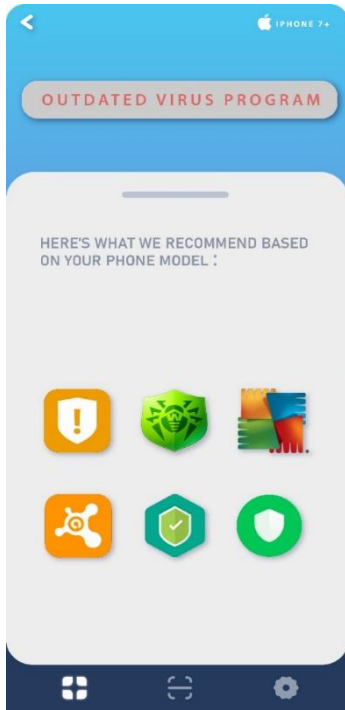 IPHONE 7+
OUTDATED VIRUS PROGRAM
HERE'S WHAT WE RECOMMEND BASED
ON YOUR PHONE MODEL :